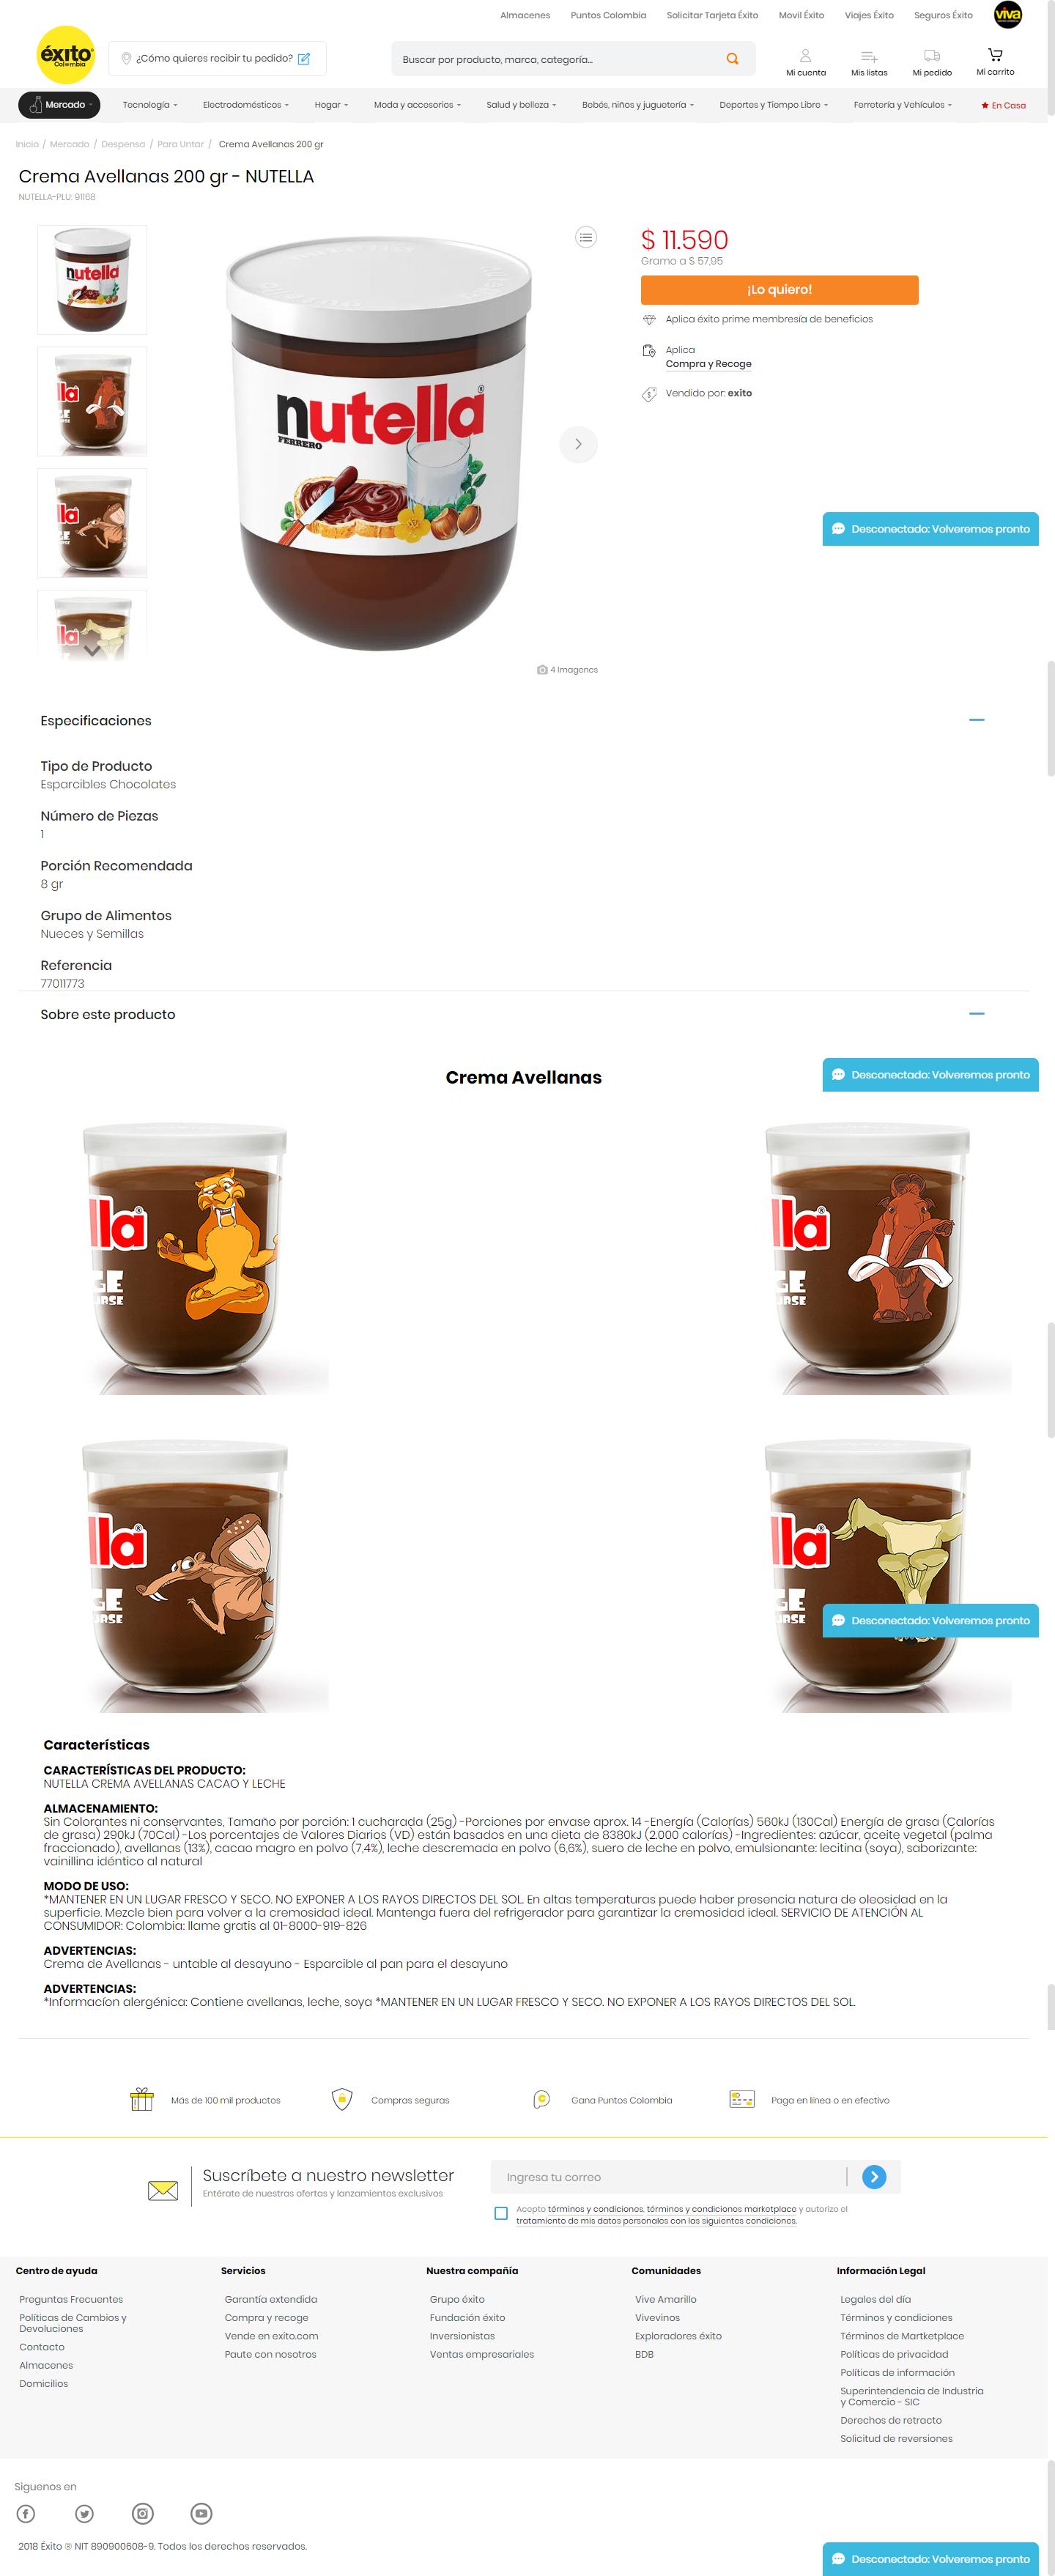 Almacenes Puntos Colombia Solicitar Tarjeta Éxito Movil Éxito Viajes Éxito Seguros Éxito viva
éxito
Colombia
¿Cómo quieres recibir tu pedido?
Buscar por producto, marca, categoría...
Mi cuenta Mis listas Mi pedido Mi carrito
Mercado Tecnología Electrodomésticos Hogar Moda y accesorios Salud y belleza Bebés, niños y juguetería Deportes y Tiempo Libre Ferretería y Vehículos En Casa
Inicio / Mercado / Despensa / Para Untar / Crema Avellanas 200 gr
Crema Avellanas 200 gr - NUTELLA
NUTELLA-PLU: 91168
nutella
nutella®
FERRERO
lla
lla
lla
$ 11.590
Gramo a $ 57,95
¡Lo quiero!
Aplica éxito prime membresía de beneficios
Aplica
Compra y Recoge
Vendido por: exito
Desconectado: Volveremos pronto
4 Imagenes
Especificaciones
Tipo de Producto
Esparcibles Chocolates
Número de Piezas
1
Porción Recomendada
8 gr
Grupo de Alimentos
Nueces y Semillas
Referencia
77011773
Sobre este producto
Crema Avellanas
Desconectado: Volveremos pronto
lla®
GE
URSE
lla®
GE
URSE
lla®
GE
URSE
lla®
GE
URSE
Desconectado: Volveremos pronto
Características
CARACTERÍSTICAS DEL PRODUCTO:
NUTELLA CREMA AVELLANAS CACAO Y LECHE
ALMACENAMIENTO:
Sin Colorantes ni conservantes, Tamaño por porción: 1 cucharada (25g) -Porciones por envase aprox. 14 -Energía (Calorías) 560kJ (130Cal) Energía de grasa (Calorías
de grasa) 290kJ (70Cal) -Los porcentajes de Valores Diarios (VD) están basados en una dieta de 8380kJ (2.000 calorías) -Ingredientes: azúcar, aceite vegetal (palma
fraccionado), avellanas (13%), cacao magro en polvo (7,4%), leche descremada en polvo (6,6%), suero de leche en polvo, emulsionante: lecitina (soya), saborizante:
vainillina idéntico al natural
MODO DE USO:
*MANTENER EN UN LUGAR FRESCO Y SECO. NO EXPONER A LOS RAYOS DIRECTOS DEL SOL. En altas temperaturas puede haber presencia natura de oleosidad en la
superficie. Mezcle bien para volver a la cremosidad ideal. Mantenga fuera del refrigerador para garantizar la cremosidad ideal. SERVICIO DE ATENCIÓN AL
CONSUMIDOR: Colombia: llame gratis al 01-8000-919-826
ADVERTENCIAS:
Crema de Avellanas - untable al desayuno - Esparcible al pan para el desayuno
ADVERTENCIAS:
*Informacíon alergénica: Contiene avellanas, leche, soya *MANTENER EN UN LUGAR FRESCO Y SECO. NO EXPONER A LOS RAYOS DIRECTOS DEL SOL.
Más de 100 mil productos Compras seguras Gana Puntos Colombia Paga en línea o en efectivo
Suscríbete a nuestro newsletter
Entérate de nuestras ofertas y lanzamientos exclusivos
Ingresa tu correo
Acepto términos y condiciones, términos y condiciones marketplace y autorizo el
tratamiento de mis datos personales con las siguientes condiciones.
Centro de ayuda
Preguntas Frecuentes
Políticas de Cambios y
Devoluciones
Contacto
Almacenes
Domicilios
Servicios
Garantía extendida
Compra y recoge
Vende en exito.com
Paute con nosotros
Nuestra compañía
Grupo éxito
Fundación éxito
Inversionistas
Ventas empresariales
Comunidades
Vive Amarillo
Vivevinos
Exploradores éxito
BDB
Información Legal
Legales del día
Términos y condiciones
Términos de Martketplace
Políticas de privacidad
Políticas de información
Superintendencia de Industria
y Comercio - SIC
Derechos de retracto
Solicitud de reversiones
Siguenos en
2018 Éxito ® NIT 890900608-9. Todos los derechos reservados.
Desconectado: Volveremos pronto